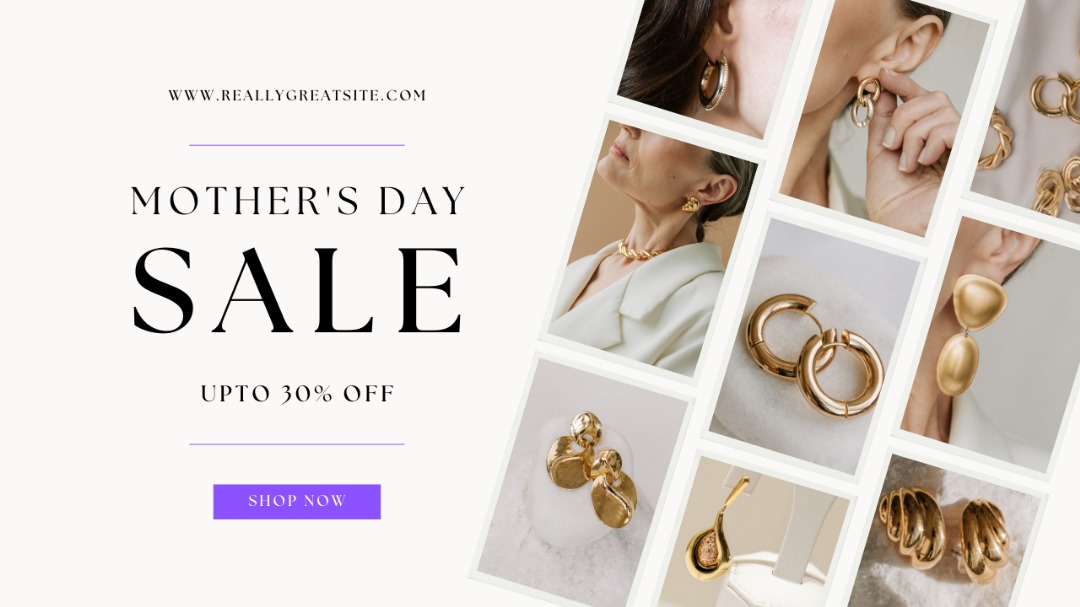 WWW.REALLYGREATSITE.COM
MOTHER'S DAY
SALE
UPTO 30% OFF
SHOP NOW